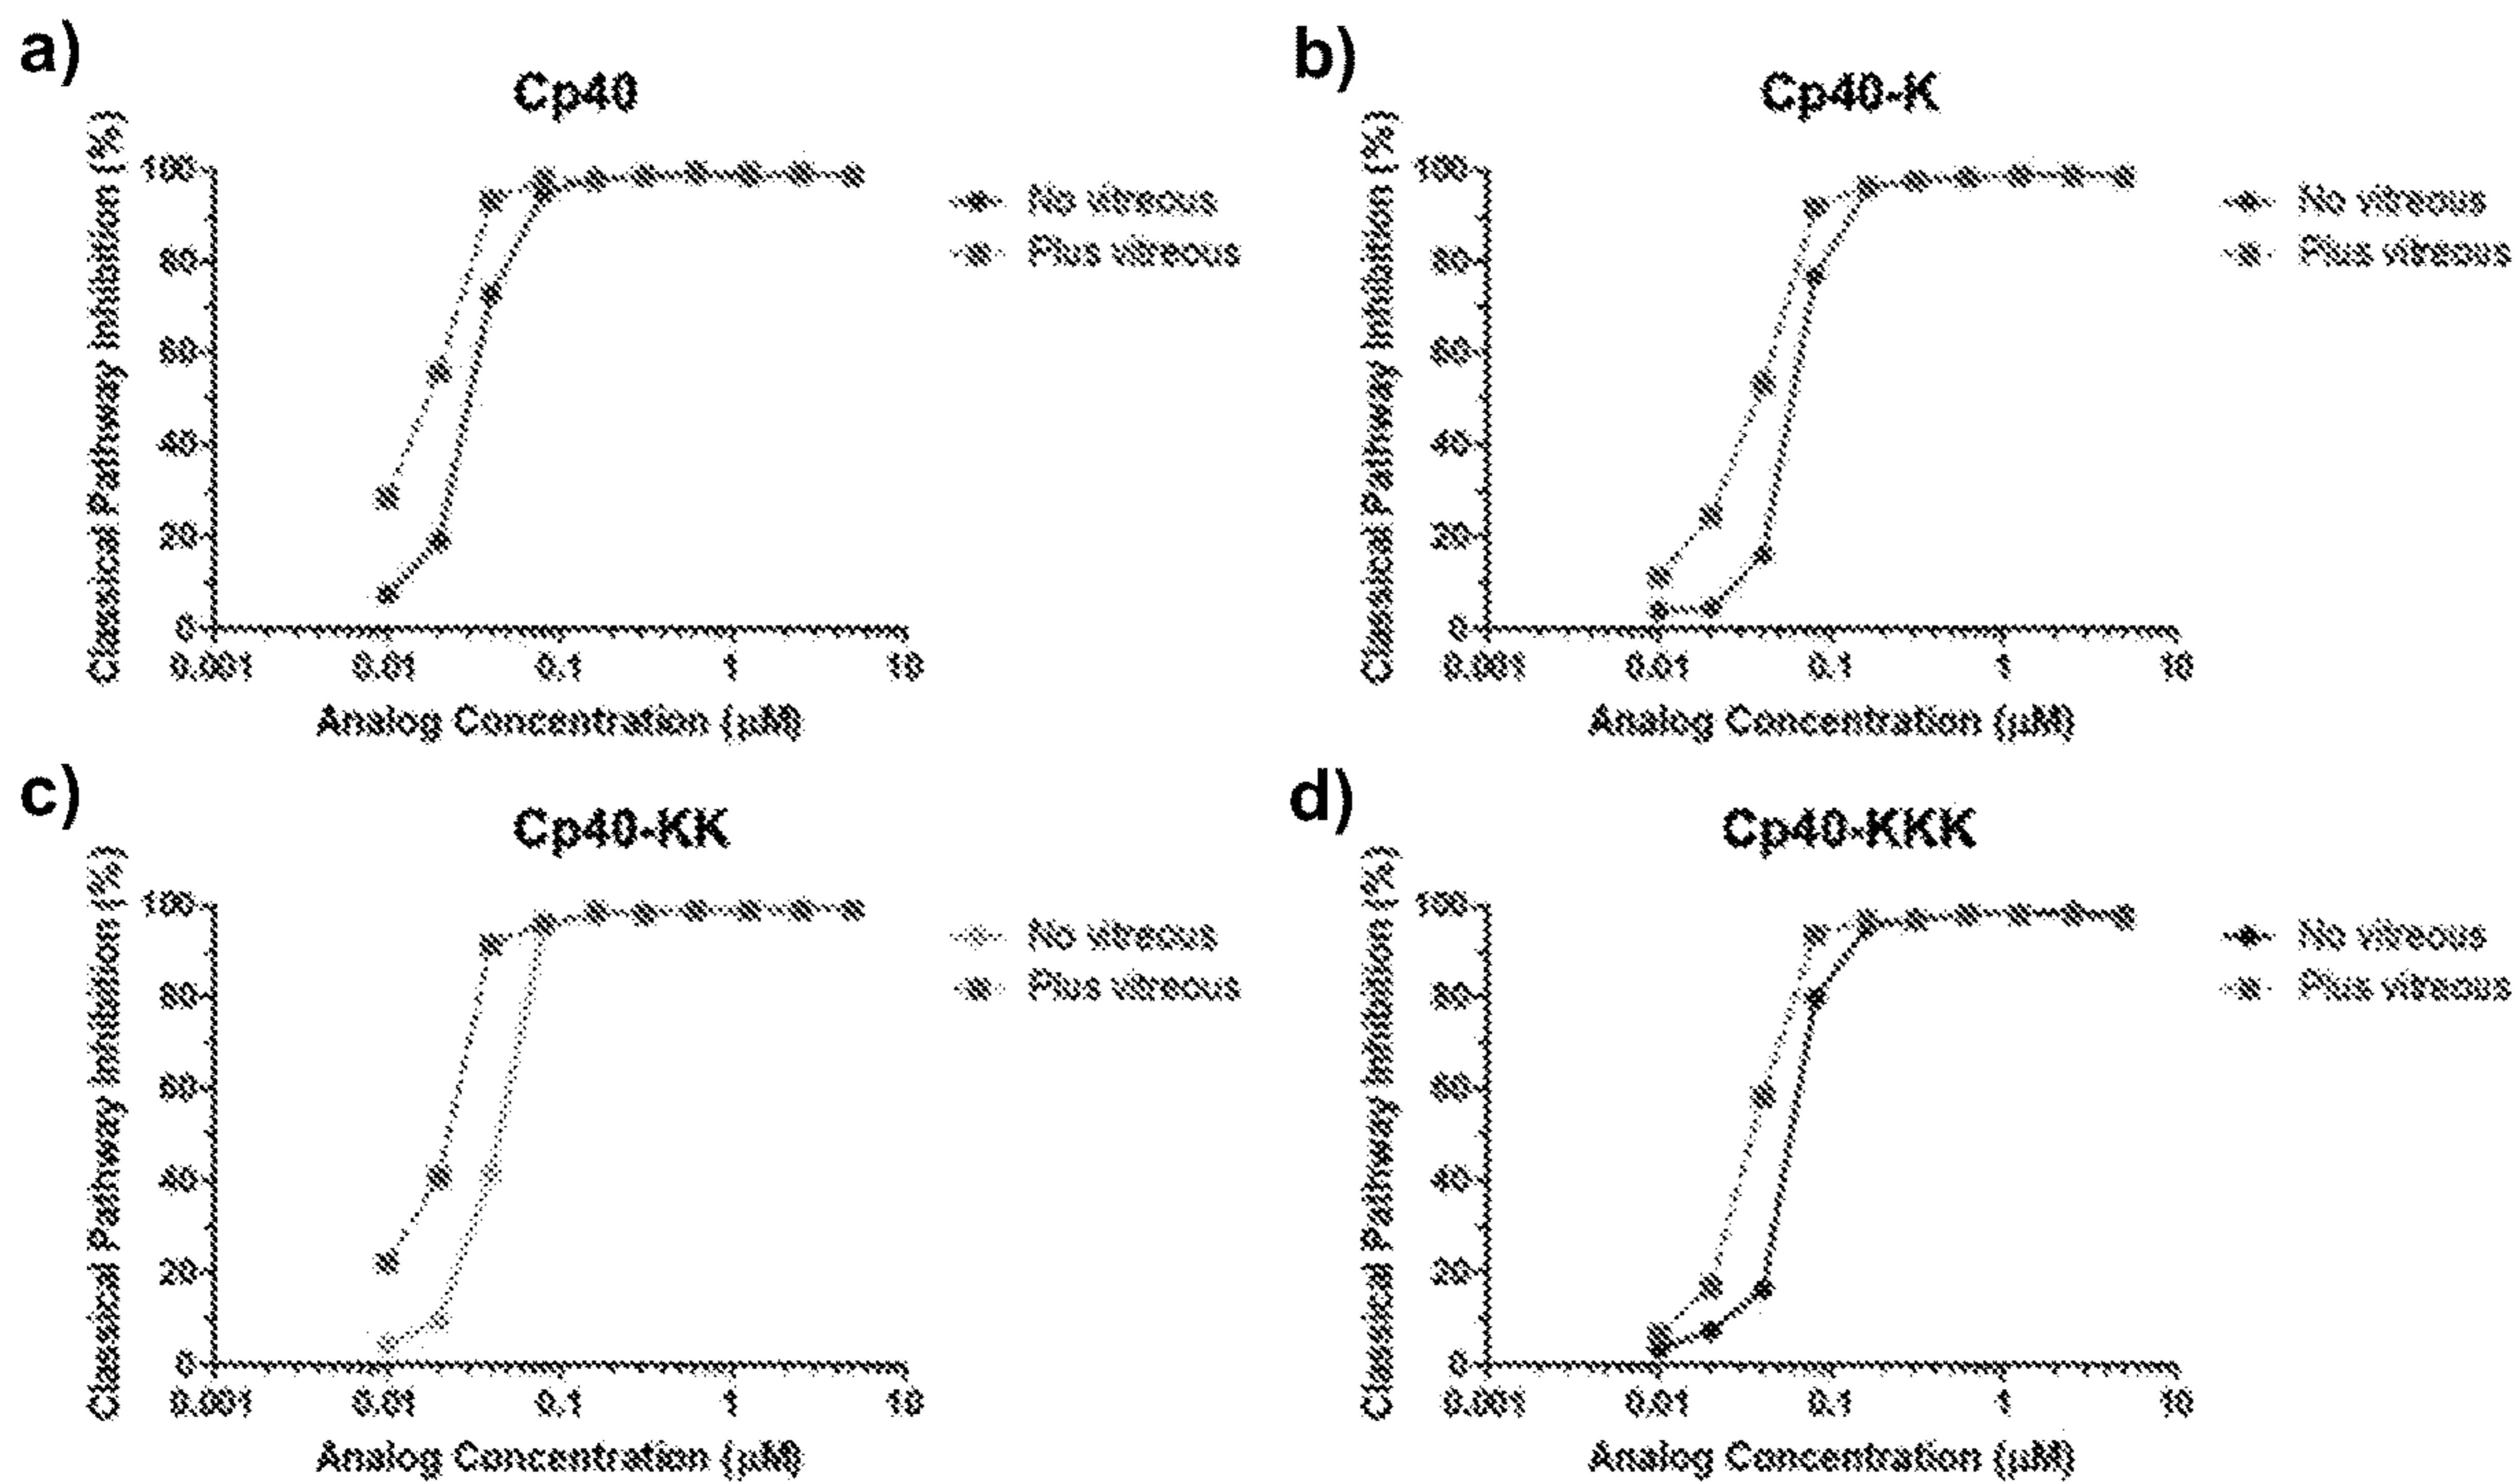 a)
Cp40
Classical Pathway Inhibition (%)
100
80
60
40
20
0
0.001
0.01
0.1
1
10
Analog Concentration (µM)
No vitreous
Plus vitreous
b)
Cp40-K
Classical Pathway Inhibition (%)
100
80
60
40
20
0
0.001
0.01
0.1
1
10
Analog Concentration (µM)
No vitreous
Plus vitreous
c)
Cp40-KK
Classical Pathway Inhibition (%)
100
80
60
40
20
0
0.001
0.01
0.1
1
10
Analog Concentration (µM)
No vitreous
Plus vitreous
d)
Cp40-KKK
Classical Pathway Inhibition (%)
100
80
60
40
20
0
0.001
0.01
0.1
1
10
Analog Concentration (µM)
No vitreous
Plus vitreous